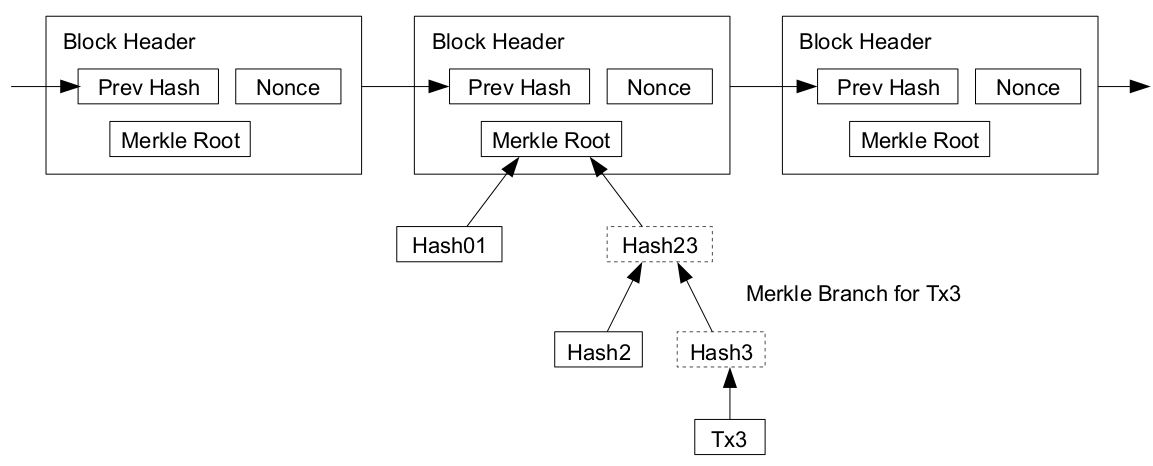 Block Header
Prev Hash
Nonce
Merkle Root
Block Header
Prev Hash
Nonce
Merkle Root
Block Header
Prev Hash
Nonce
Merkle Root
Hash01
Hash23
Merkle Branch for Tx3
Hash2
Hash3
Tx3